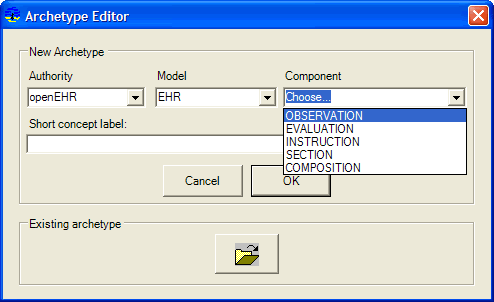 Archetype Editor
New Archetype
Authority Model Component
openEHR EHR Choose...
OBSERVATION
EVALUATION
INSTRUCTION
SECTION
COMPOSITION
Short concept label:
Cancel OK
Existing archetype